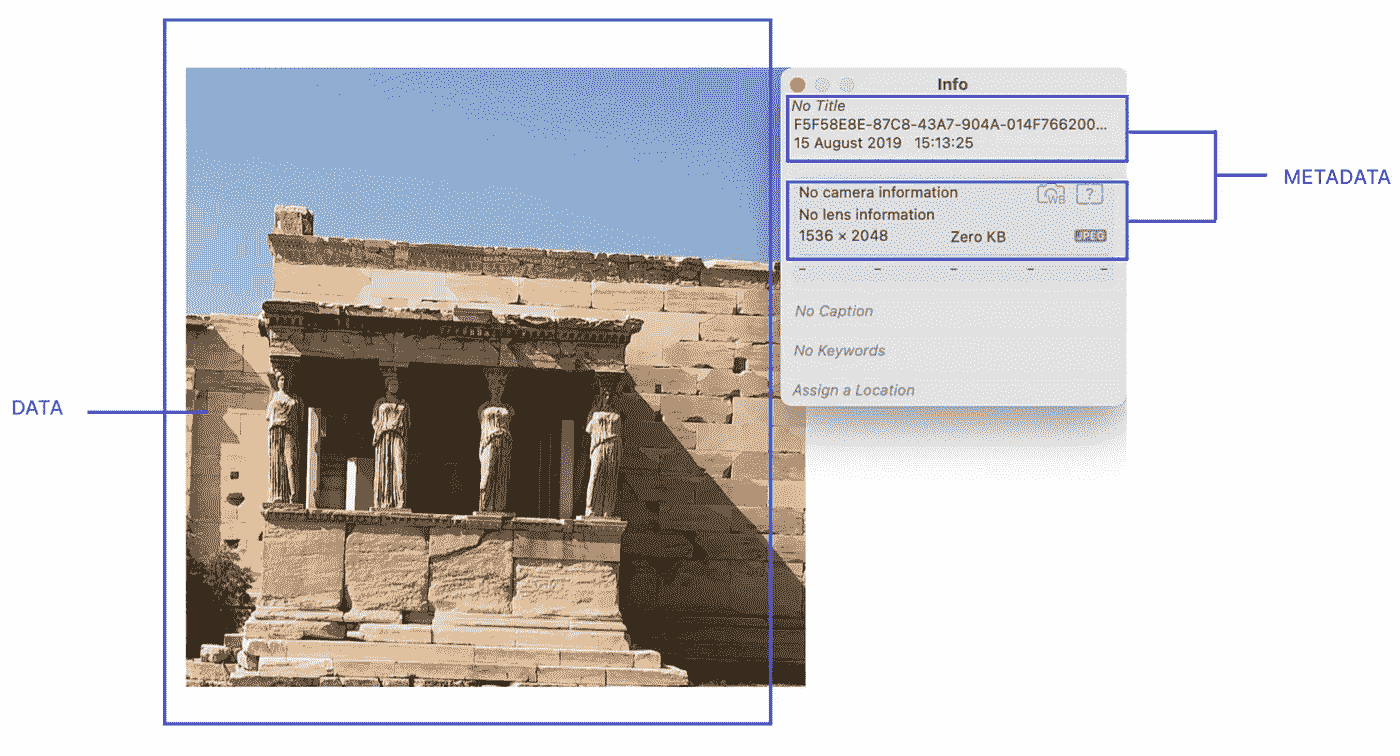 DATA
Info
No Title
F5F58E8E-87C8-43A7-904A-014F766200...
15 August 2019 15:13:25
No camera information
WB ?
No lens information
1536 × 2048 Zero KB JPEG
– – – – –
No Caption
No Keywords
Assign a Location
METADATA